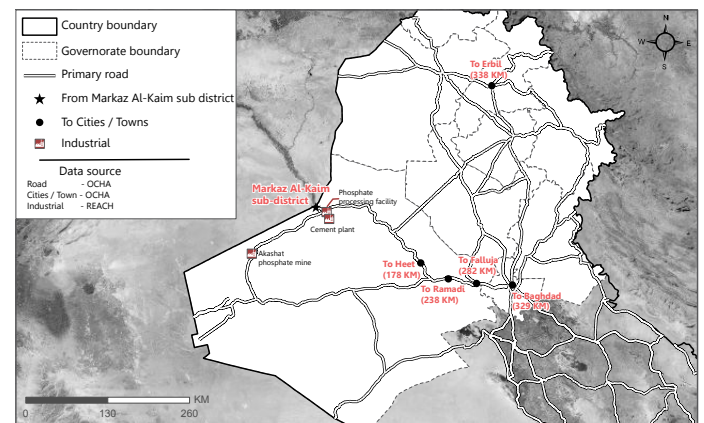 Country boundary
Governorate boundary
Primary road
From Markaz Al-Kaim sub district
To Cities / Towns
Industrial
Data source
Road - OCHA
Cities / Town - OCHA
Industrial - REACH
N
W E
S
To Erbil
(338 KM)
Markaz Al-Kaim
sub-district
Phosphate
processing facility
Cement plant
Akashat
phosphate mine
To Heet
(178 KM)
To Ramadi
(238 KM)
To Falluja
(282 KM)
To Baghdad
(329 KM)
KM
0 130 260